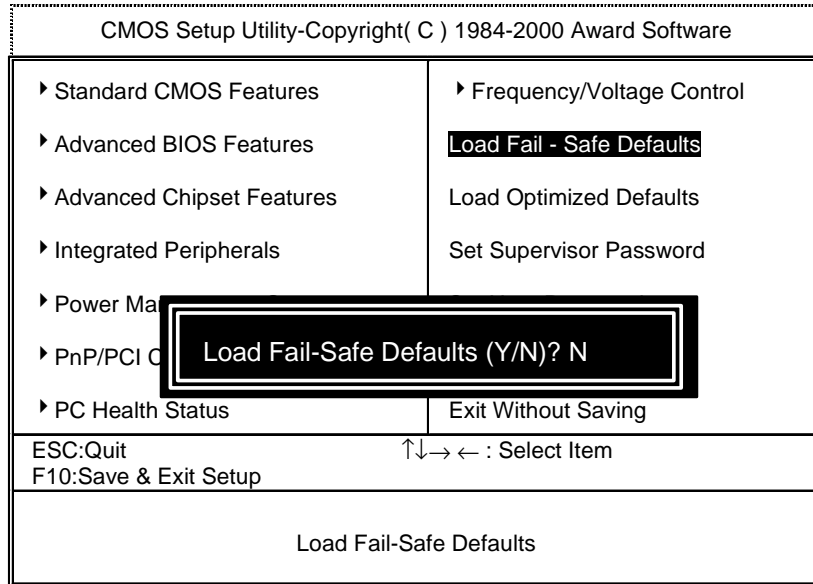 CMOS Setup Utility-Copyright( C ) 1984-2000 Award Software
Standard CMOS Features
Advanced BIOS Features
Advanced Chipset Features
Integrated Peripherals
Power
PnP/PCI
PC Health Status
Frequency/Voltage Control
Load Fail - Safe Defaults
Load Optimized Defaults
Set Supervisor Password
Exit Without Saving
Load Fail-Safe Defaults (Y/N)? N
ESC:Quit ↑↓→ ← : Select Item
F10:Save & Exit Setup
Load Fail-Safe Defaults